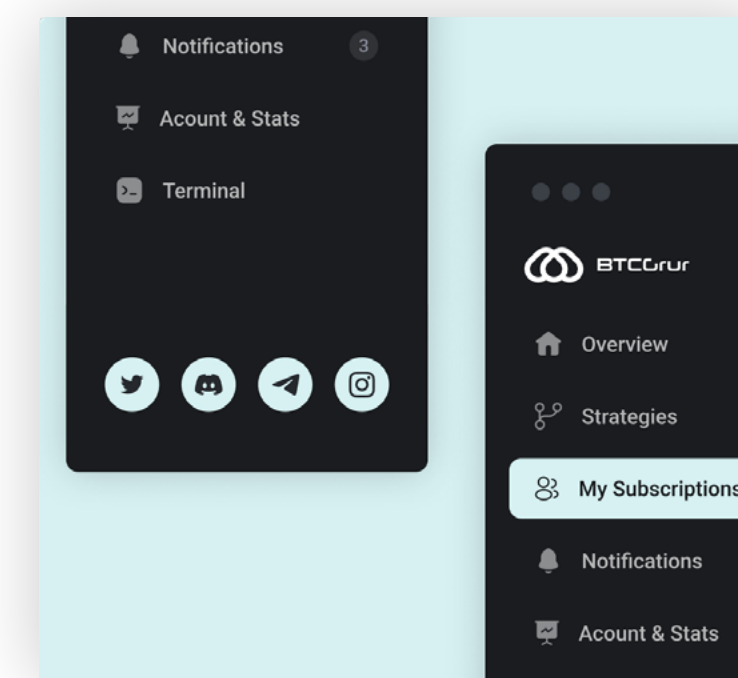 Notifications
3
Acount & Stats
Terminal
BTCGrur
Overview
Strategies
My Subscriptions
Notifications
Acount & Stats